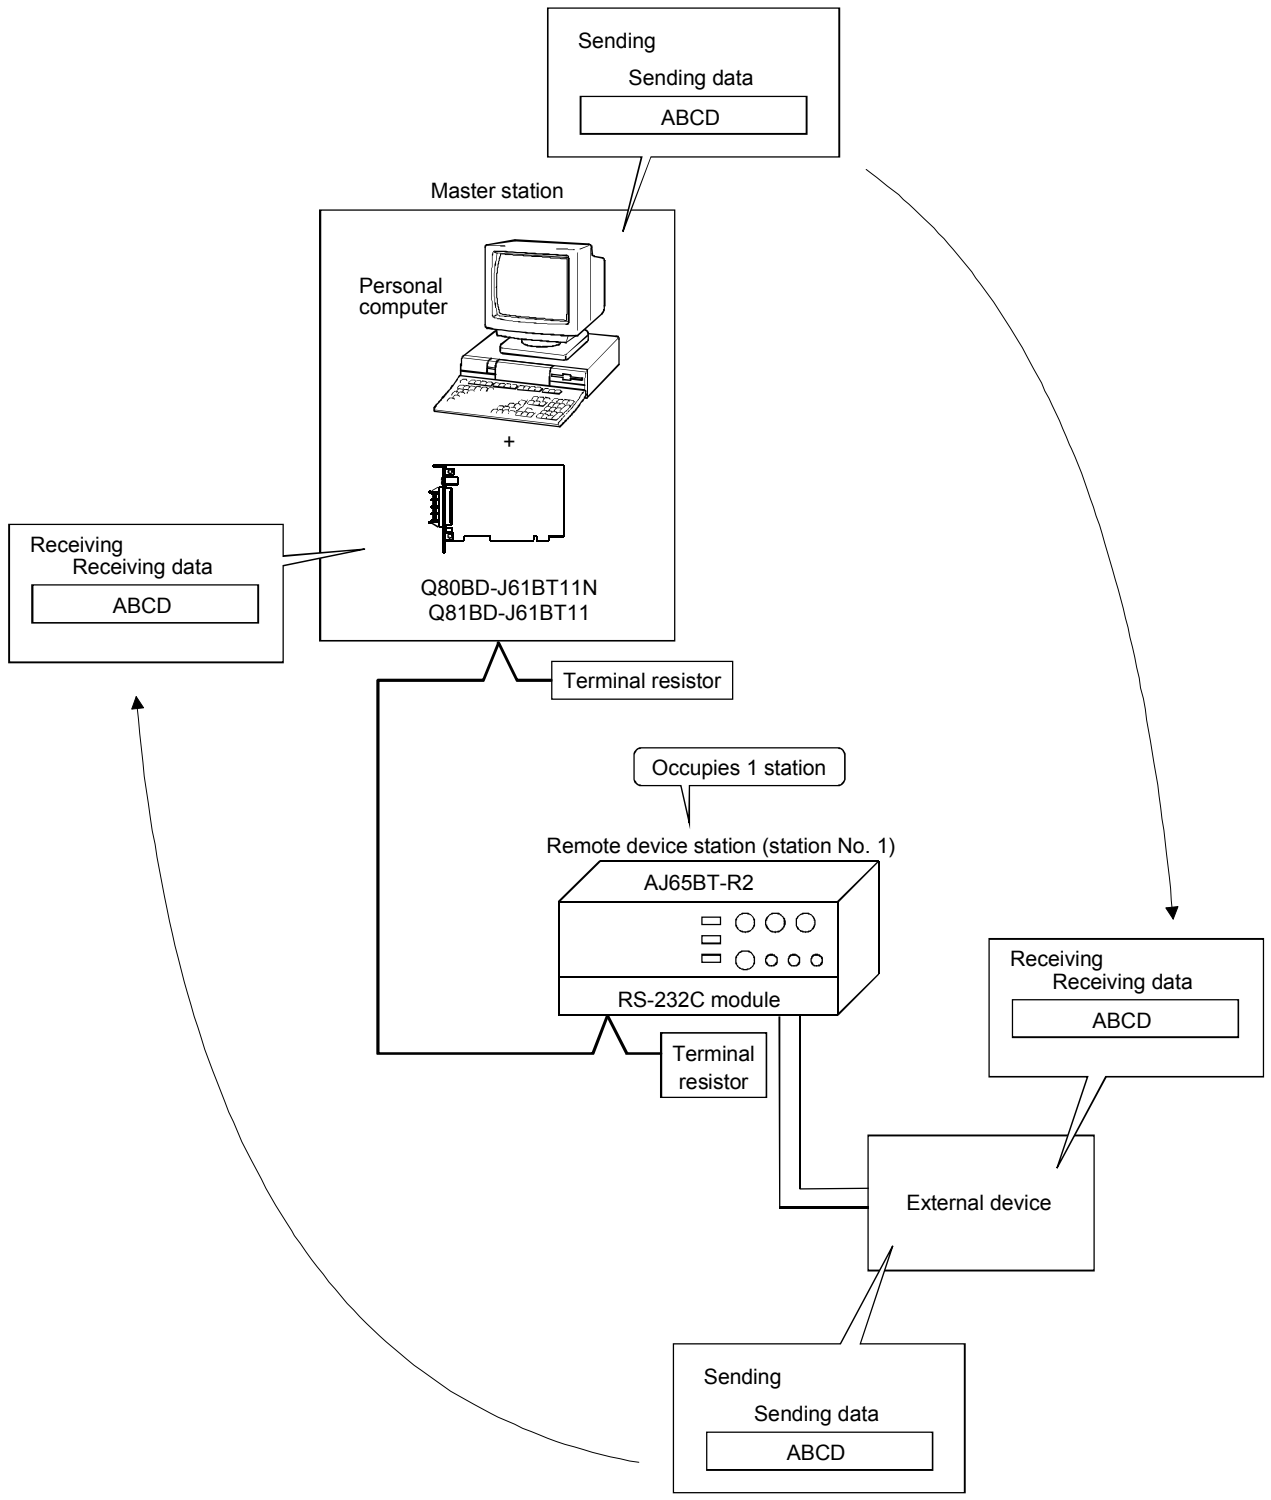 Sending
Sending data
ABCD
Master station
Personal
computer
+
Q80BD-J61BT11N
Q81BD-J61BT11
Receiving
Receiving data
ABCD
Terminal resistor
Occupies 1 station
Remote device station (station No. 1)
AJ65BT-R2
RS-232C module
Terminal
resistor
Receiving
Receiving data
ABCD
External device
Sending
Sending data
ABCD